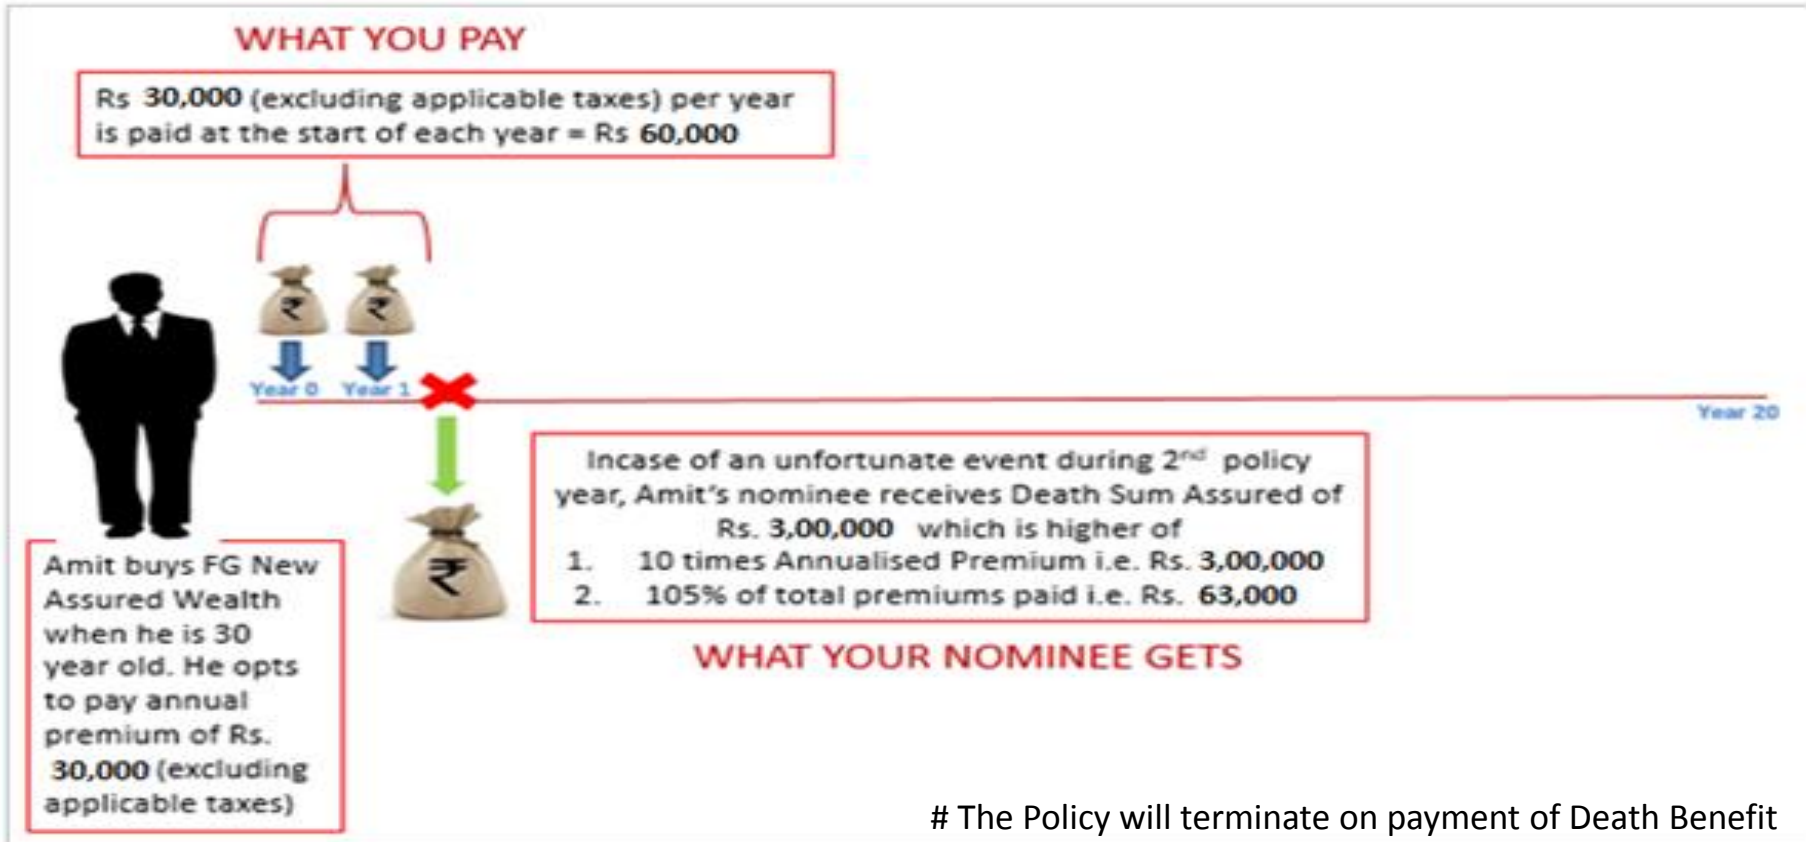 WHAT YOU PAY
Rs 30,000 (excluding applicable taxes) per year
is paid at the start of each year = Rs 60,000
₹ ₹
Year 0 Year 1
Year 20
Incase of an unfortunate event during 2nd policy
year, Amit's nominee receives Death Sum Assured of
Rs. 3,00,000 which is higher of
1. 10 times Annualised Premium i.e. Rs. 3,00,000
2. 105% of total premiums paid i.e. Rs. 63,000
₹
WHAT YOUR NOMINEE GETS
Amit buys FG New
Assured Wealth
when he is 30
year old. He opts
to pay annual
premium of Rs.
30,000 (excluding
applicable taxes)
# The Policy will terminate on payment of Death Benefit